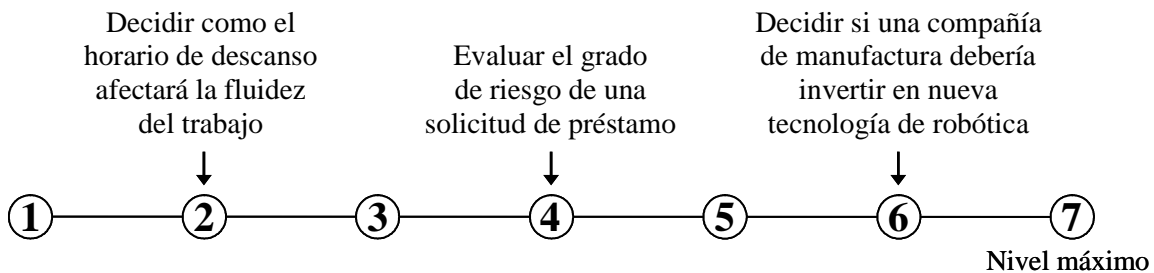 Decidir como el
horario de descanso
afectará la fluidez
del trabajo
Evaluar el grado
de riesgo de una
solicitud de préstamo
Decidir si una compañía
de manufactura debería
invertir en nueva
tecnología de robótica
1 2 3 4 5 6 7
Nivel máximo